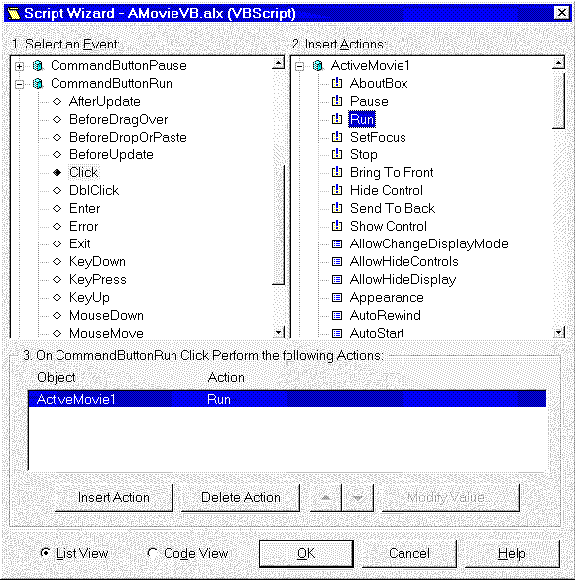 Script Wizard - AMovieVB.alx (VBScript)
1. Select an Event:
CommandButtonPause
CommandButtonRun
AfterUpdate
BeforeDragOver
BeforeDropOrPaste
BeforeUpdate
Click
DblClick
Enter
Error
Exit
KeyDown
KeyPress
KeyUp
MouseDown
MouseMove
2. Insert Actions:
ActiveMovie1
AboutBox
Pause
Run
SetFocus
Stop
Bring To Front
Hide Control
Send To Back
Show Control
AllowChangeDisplayMode
AllowHideControls
AllowHideDisplay
Appearance
AutoRewind
AutoStart
3. On CommandButtonRun Click Perform the following Actions:
Object Action
ActiveMovie1 Run
Insert Action Delete Action Modify Value...
List View Code View OK Cancel Help